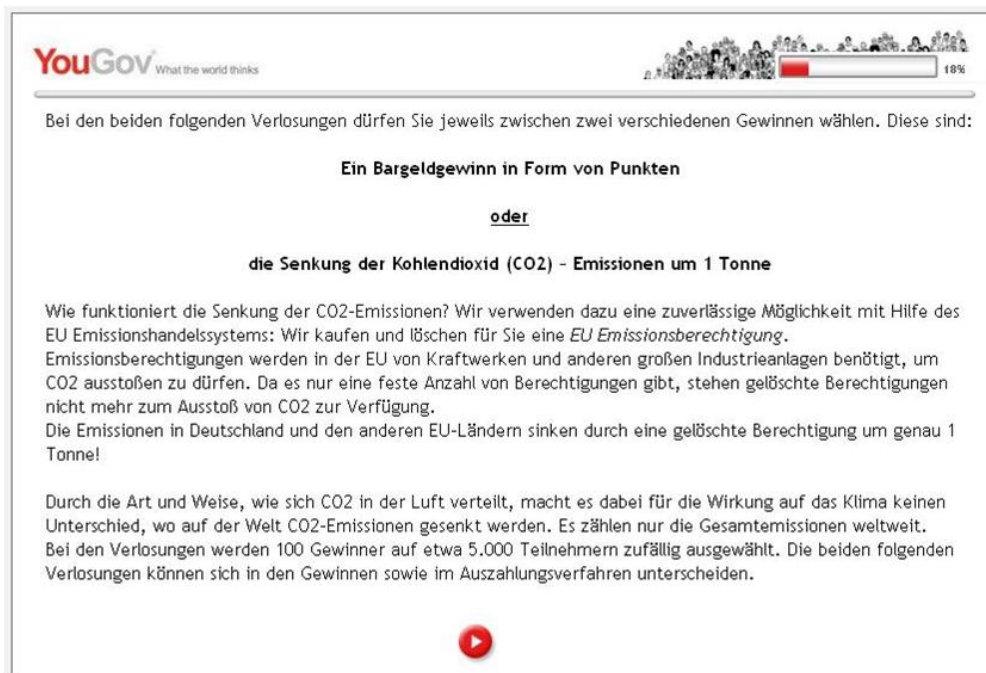 YouGov What the world thinks
18%
Bei den beiden folgenden Verlosungen dürfen Sie jeweils zwischen zwei verschiedenen Gewinnen wählen. Diese sind:
Ein Bargeldgewinn in Form von Punkten
oder
die Senkung der Kohlendioxid (CO2) - Emissionen um 1 Tonne
Wie funktioniert die Senkung der CO2-Emissionen? Wir verwenden dazu eine zuverlässige Möglichkeit mit Hilfe des
EU Emissionshandelssystems: Wir kaufen und löschen für Sie eine EU Emissionsberechtigung.
Emissionsberechtigungen werden in der EU von Kraftwerken und anderen großen Industrieanlagen benötigt, um
CO2 ausstoßen zu dürfen. Da es nur eine feste Anzahl von Berechtigungen gibt, stehen gelöschte Berechtigungen
nicht mehr zum Ausstoß von CO2 zur Verfügung.
Die Emissionen in Deutschland und den anderen EU-Ländern sinken durch eine gelöschte Berechtigung um genau 1
Tonne!
Durch die Art und Weise, wie sich CO2 in der Luft verteilt, macht es dabei für die Wirkung auf das Klima keinen
Unterschied, wo auf der Welt CO2-Emissionen gesenkt werden. Es zählen nur die Gesamtemissionen weltweit.
Bei den Verlosungen werden 100 Gewinner auf etwa 5.000 Teilnehmern zufällig ausgewählt. Die beiden folgenden
Verlosungen können sich in den Gewinnen sowie im Auszahlungsverfahren unterscheiden.